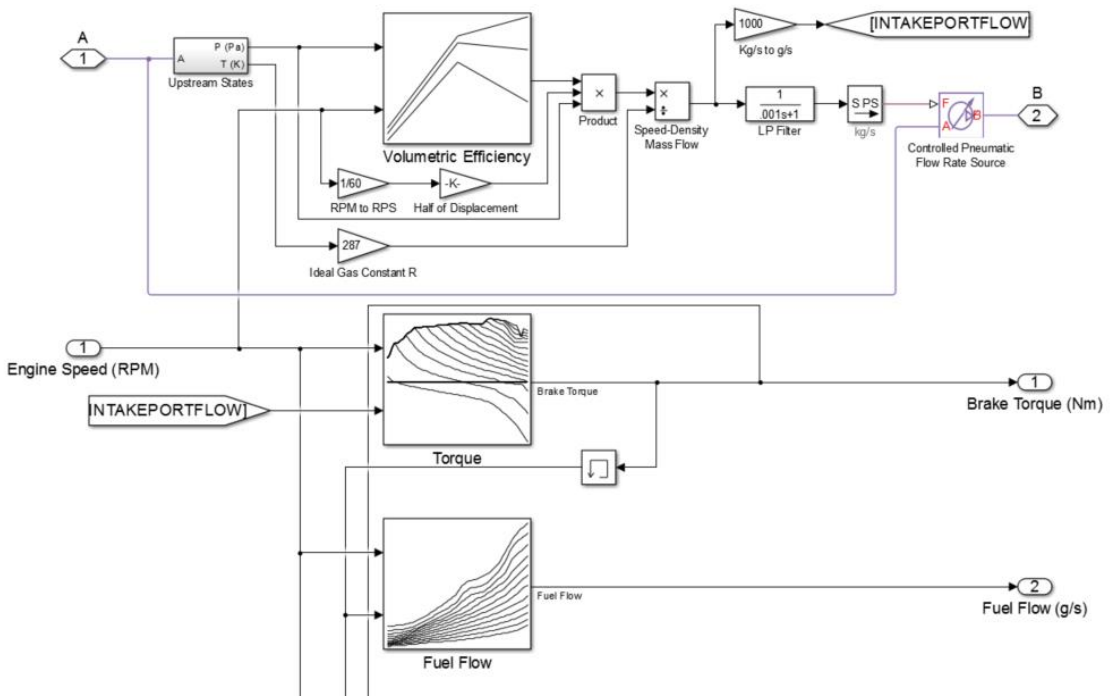 A
1
A
P (Pa)
T (K)
Upstream States
Volumetric Efficiency
1/60
RPM to RPS
-K-
Half of Displacement
287
Ideal Gas Constant R
×
Product
×
÷
Speed-Density
Mass Flow
1000
Kg/s to g/s
[INTAKEPORTFLOW
1
.001s+1
LP Filter
S PS
kg/s
F
A
B
Controlled Pneumatic
Flow Rate Source
B
2
1
Engine Speed (RPM)
INTAKEPORTFLOW]
Torque
Brake Torque
1
Brake Torque (Nm)
Fuel Flow
Fuel Flow
2
Fuel Flow (g/s)